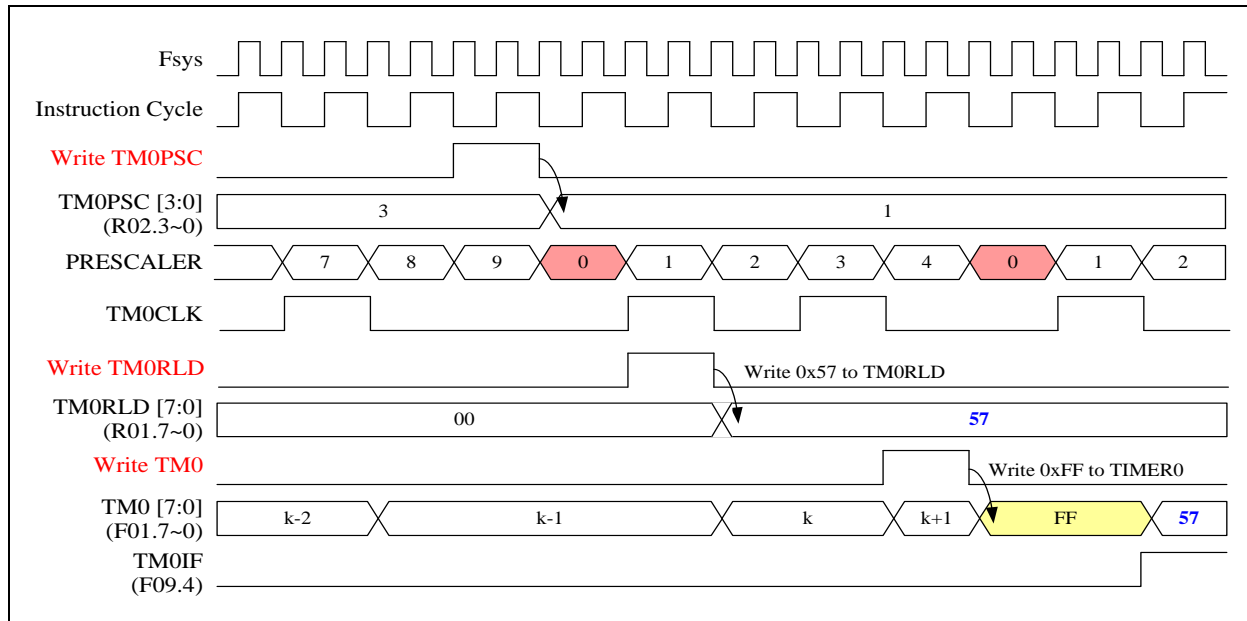 Fsys
Instruction Cycle
Write TM0PSC
TM0PSC [3:0]
(R02.3~0)
3 1
PRESCALER
7 8 9 0 1 2 3 4 0 1 2
TM0CLK
Write TM0RLD
Write 0x57 to TM0RLD
TM0RLD [7:0]
(R01.7~0)
00 57
Write TM0
Write 0xFF to TIMER0
TM0 [7:0]
(F01.7~0)
k-2 k-1 k k+1 FF 57
TM0IF
(F09.4)